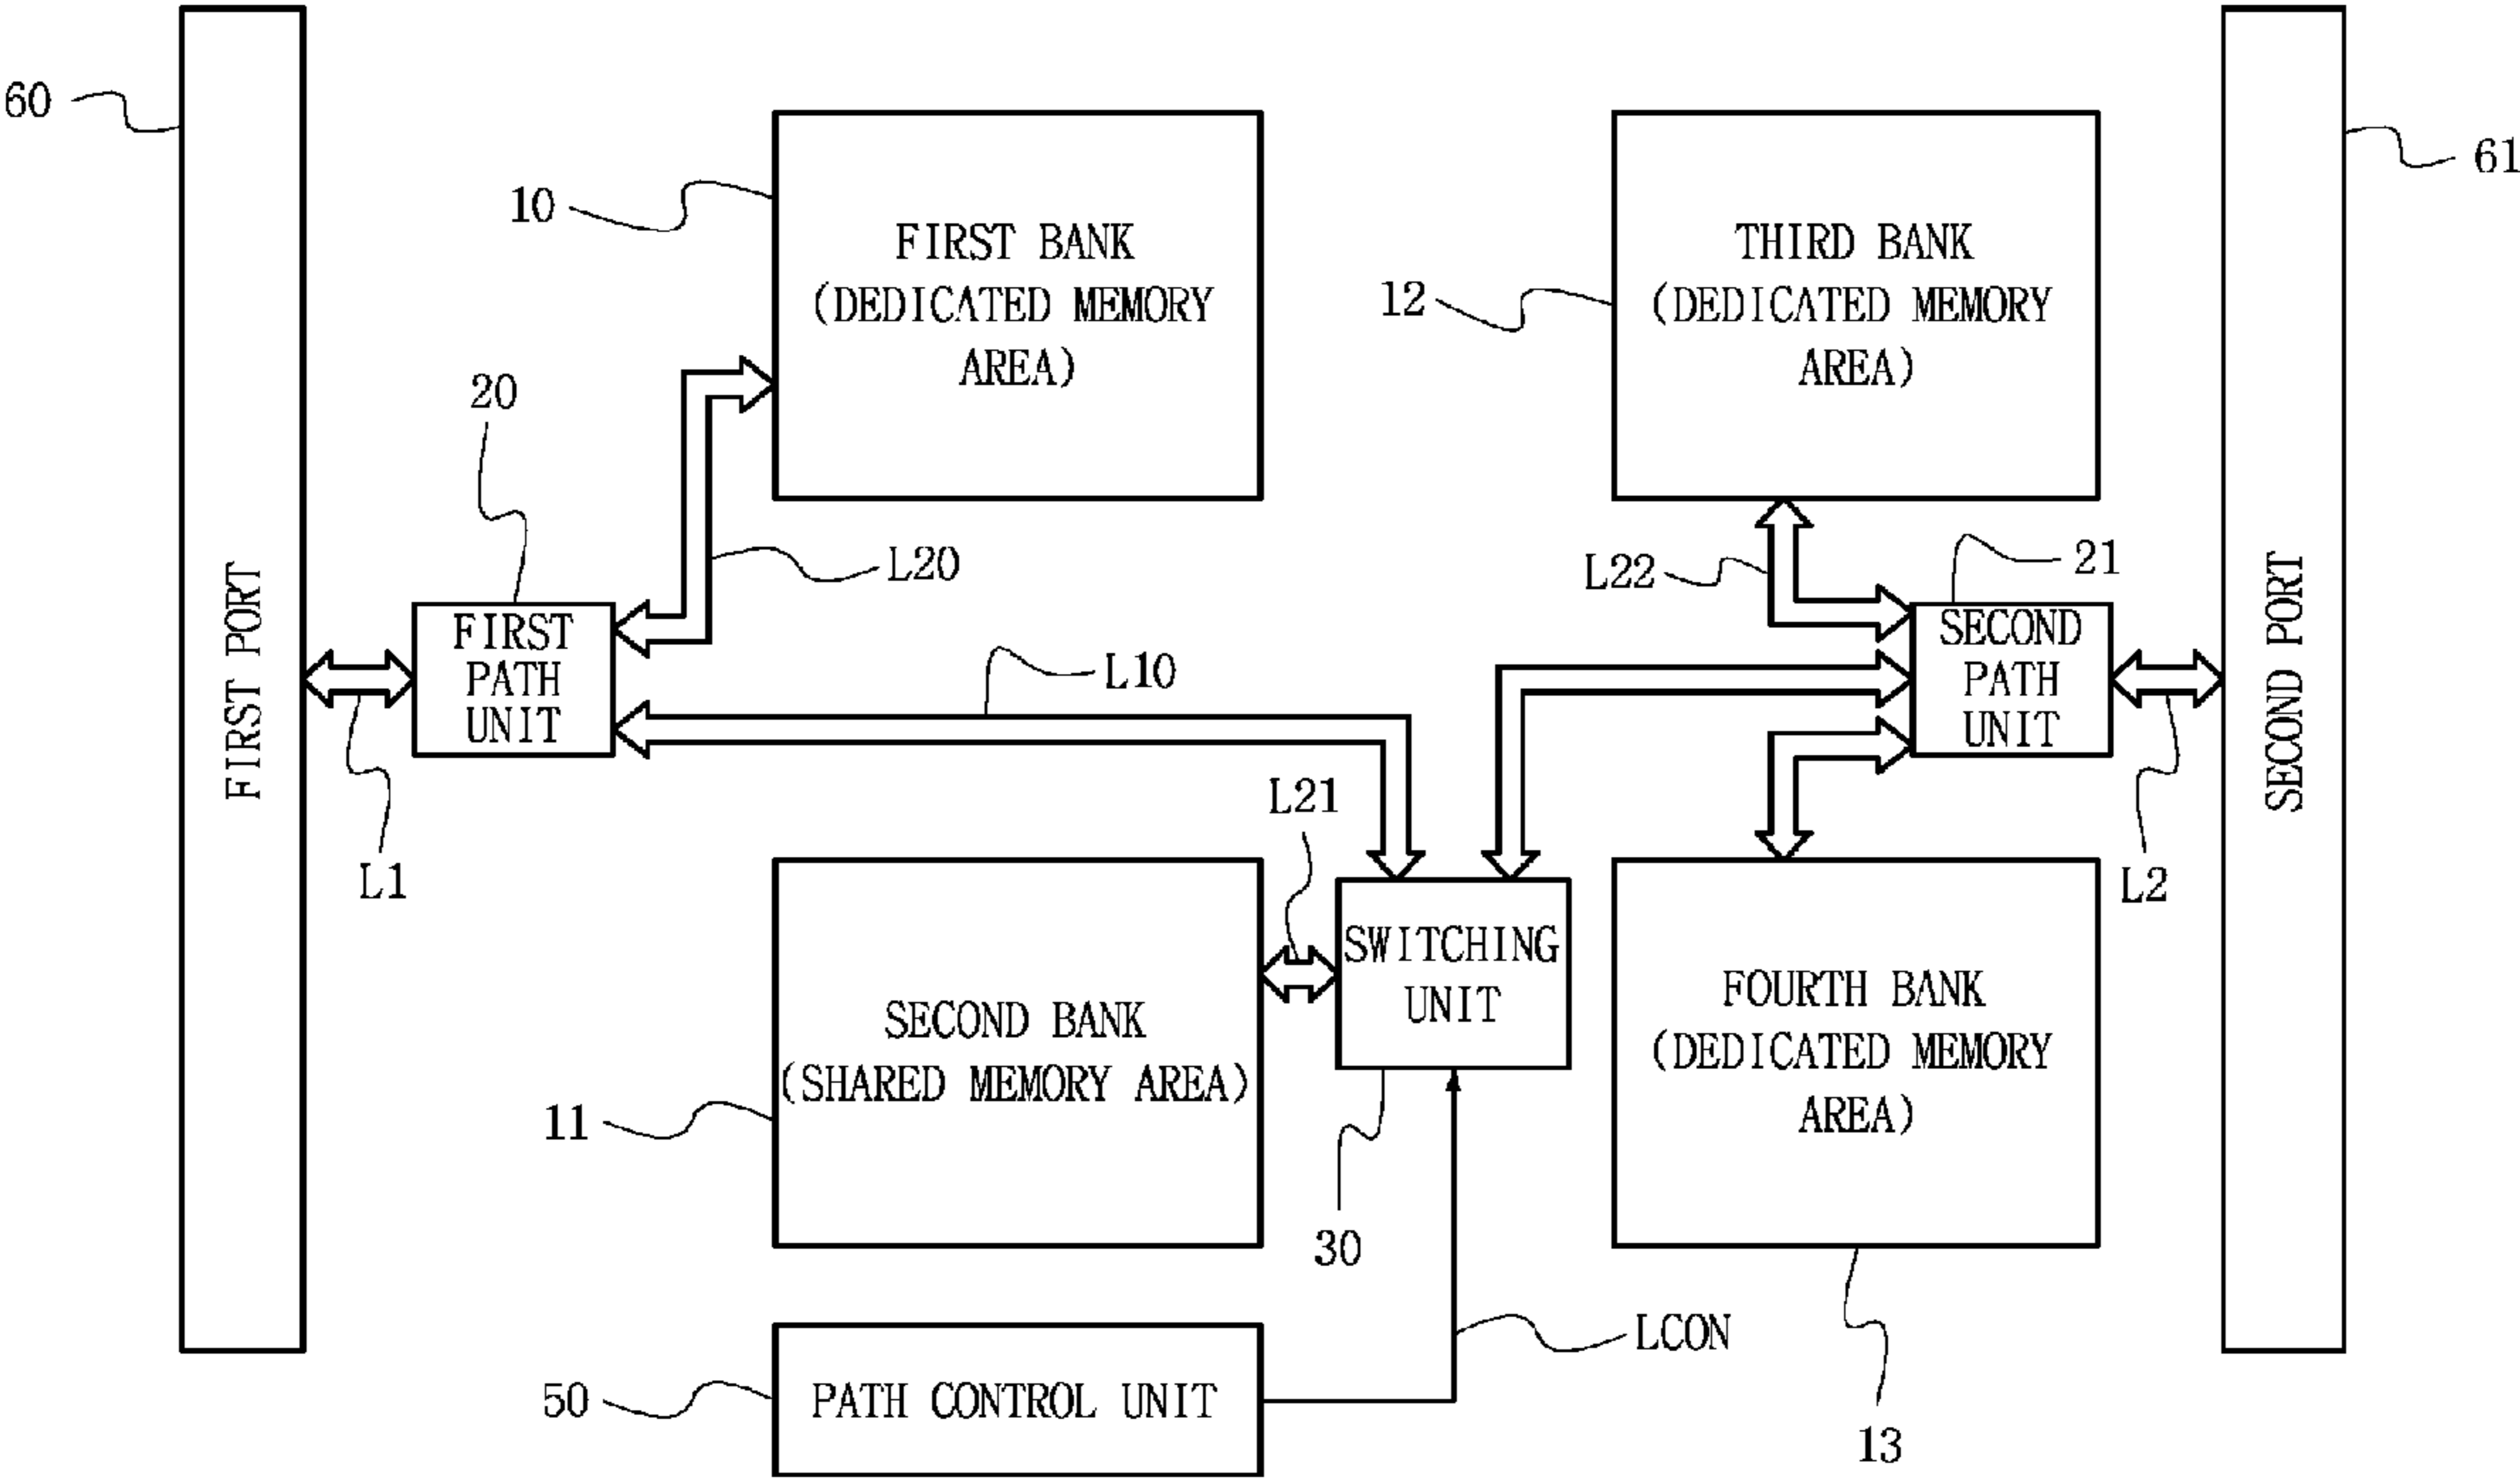 60
FIRST PORT
10
FIRST BANK
(DEDICATED MEMORY
AREA)
12
THIRD BANK
(DEDICATED MEMORY
AREA)
61
SECOND PORT
20
FIRST
PATH
UNIT
L20
L10
L1
L22
21
SECOND
PATH
UNIT
L2
L21
SECOND BANK
(SHARED MEMORY AREA)
11
SWITCHING
UNIT
30
FOURTH BANK
(DEDICATED MEMORY
AREA)
13
50
PATH CONTROL UNIT
LCON